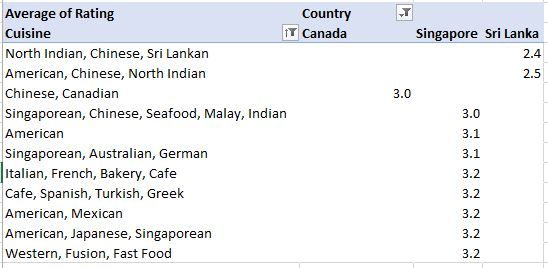 Average of Rating Country
Cuisine Canada Singapore Sri Lanka
North Indian, Chinese, Sri Lankan 2.4
American, Chinese, North Indian 2.5
Chinese, Canadian 3.0
Singaporean, Chinese, Seafood, Malay, Indian 3.0
American 3.1
Singaporean, Australian, German 3.1
Italian, French, Bakery, Cafe 3.2
Cafe, Spanish, Turkish, Greek 3.2
American, Mexican 3.2
American, Japanese, Singaporean 3.2
Western, Fusion, Fast Food 3.2